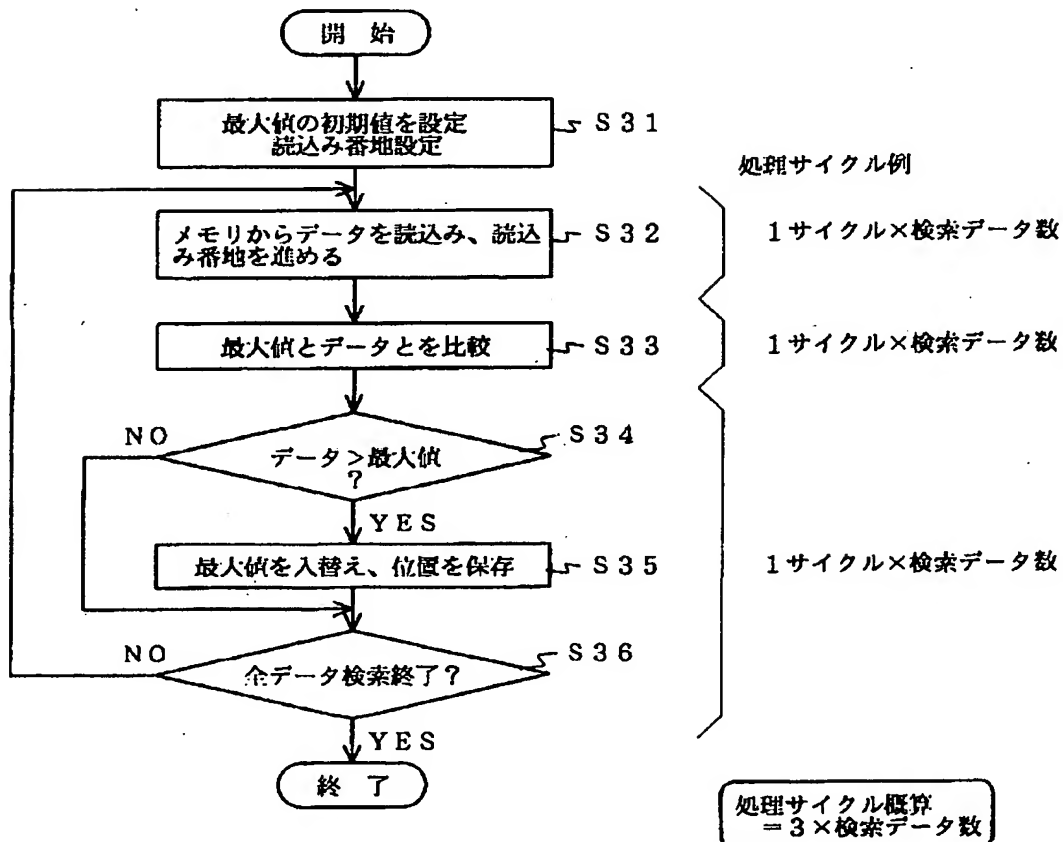 開 始
最大値の初期値を設定
読込み番地設定
S31
処理サイクル例
メモリからデータを読込み、読込
み番地を進める
S32
1サイクル×検索データ数
最大値とデータとを比較
S33
1サイクル×検索データ数
NO
データ＞最大値
?
S34
YES
最大値を入替え、位置を保存
S35
1サイクル×検索データ数
NO
全データ検索終了?
S36
YES
終 了
処理サイクル概算
＝3×検索データ数